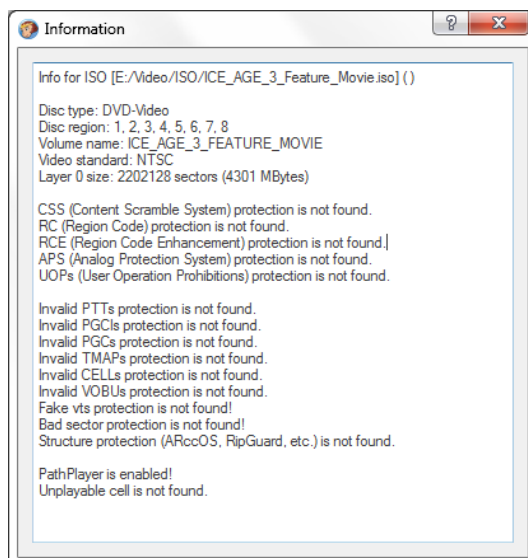 Information
Info for ISO [E:/Video/ISO/ICE_AGE_3_Feature_Movie.iso] ( )
Disc type: DVD-Video
Disc region: 1, 2, 3, 4, 5, 6, 7, 8
Volume name: ICE_AGE_3_FEATURE_MOVIE
Video standard: NTSC
Layer 0 size: 2202128 sectors (4301 MBytes)
CSS (Content Scramble System) protection is not found.
RC (Region Code) protection is not found.
RCE (Region Code Enhancement) protection is not found.
APS (Analog Protection System) protection is not found.
UOPs (User Operation Prohibitions) protection is not found.
Invalid PTTs protection is not found.
Invalid PGCIs protection is not found.
Invalid PGCs protection is not found.
Invalid TMAPs protection is not found.
Invalid CELLs protection is not found.
Invalid VOBUs protection is not found.
Fake vts protection is not found!
Bad sector protection is not found!
Structure protection (ARccOS, RipGuard, etc.) is not found.
PathPlayer is enabled!
Unplayable cell is not found.